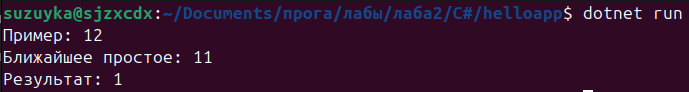 suzuyka@sjzxcdx:~/Documents/прога/лабы/лаба2/C#/helloapp$ dotnet run
Пример: 12
Ближайшее простое: 11
Результат: 1